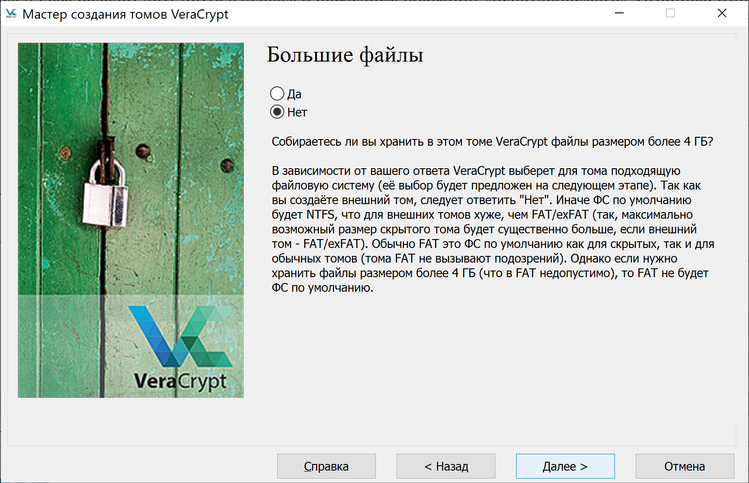 Мастер создания томов VeraCrypt
Большие файлы
Да
Нет
Собираетесь ли вы хранить в этом томе VeraCrypt файлы размером более 4 ГБ?
В зависимости от вашего ответа VeraCrypt выберет для тома подходящую
файловую систему (её выбор будет предложен на следующем этапе). Так как
вы создаёте внешний том, следует ответить "Нет". Иначе ФС по умолчанию
будет NTFS, что для внешних томов хуже, чем FAT/exFAT (так, максимально
возможный размер скрытого тома будет существенно больше, если внешний
том - FAT/exFAT). Обычно FAT это ФС по умолчанию как для скрытых, так и для
обычных томов (тома FAT не вызывают подозрений). Однако если нужно
хранить файлы размером более 4 ГБ (что в FAT недопустимо), то FAT не будет
ФС по умолчанию.
VeraCrypt
Справка
< Назад
Далее >
Отмена